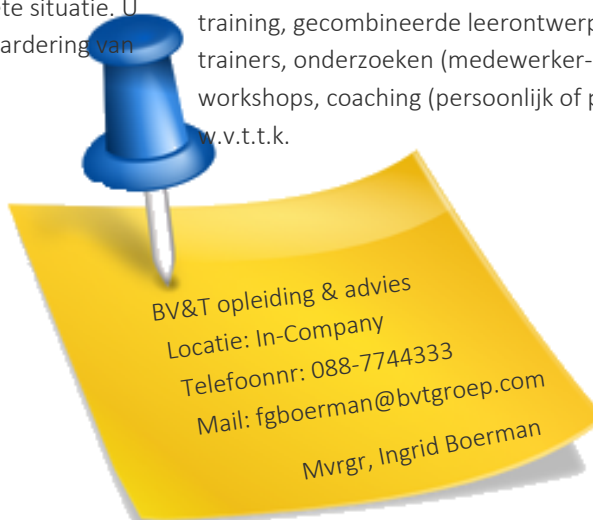 ete situatie. U
ardering van
training, gecombineerde leerontwerp
trainers, onderzoeken (medewerker-
workshops, coaching (persoonlijk of p
w.v.t.t.k.
BV&T opleiding & advies
Locatie: In-Company
Telefoonnr: 088-7744333
Mail: fgboerman@bvtgroep.com
Mvrgr, Ingrid Boerman